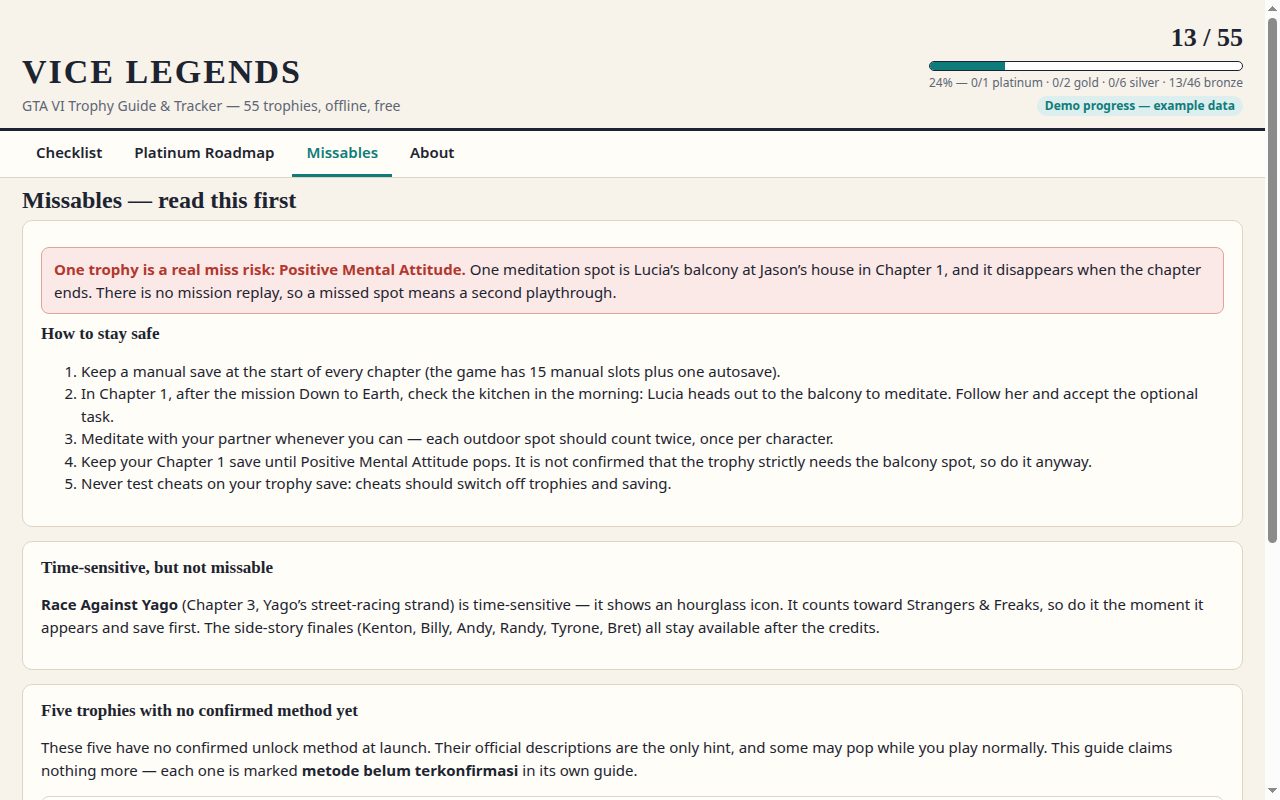 13 / 55
VICE LEGENDS
24% — 0/1 platinum · 0/2 gold · 0/6 silver · 13/46 bronze
GTA VI Trophy Guide & Tracker — 55 trophies, offline, free
Demo progress — example data
Checklist
Platinum Roadmap
Missables
About
Missables — read this first
One trophy is a real miss risk: Positive Mental Attitude. One meditation spot is Lucia’s balcony at Jason’s house in Chapter 1, and it disappears when the chapter
ends. There is no mission replay, so a missed spot means a second playthrough.
How to stay safe
1. Keep a manual save at the start of every chapter (the game has 15 manual slots plus one autosave).
2. In Chapter 1, after the mission Down to Earth, check the kitchen in the morning: Lucia heads out to the balcony to meditate. Follow her and accept the optional
task.
3. Meditate with your partner whenever you can — each outdoor spot should count twice, once per character.
4. Keep your Chapter 1 save until Positive Mental Attitude pops. It is not confirmed that the trophy strictly needs the balcony spot, so do it anyway.
5. Never test cheats on your trophy save: cheats should switch off trophies and saving.
Time-sensitive, but not missable
Race Against Yago (Chapter 3, Yago’s street-racing strand) is time-sensitive — it shows an hourglass icon. It counts toward Strangers & Freaks, so do it the moment it
appears and save first. The side-story finales (Kenton, Billy, Andy, Randy, Tyrone, Bret) all stay available after the credits.
Five trophies with no confirmed method yet
These five have no confirmed unlock method at launch. Their official descriptions are the only hint, and some may pop while you play normally. This guide claims
nothing more — each one is marked metode belum terkonfirmasi in its own guide.